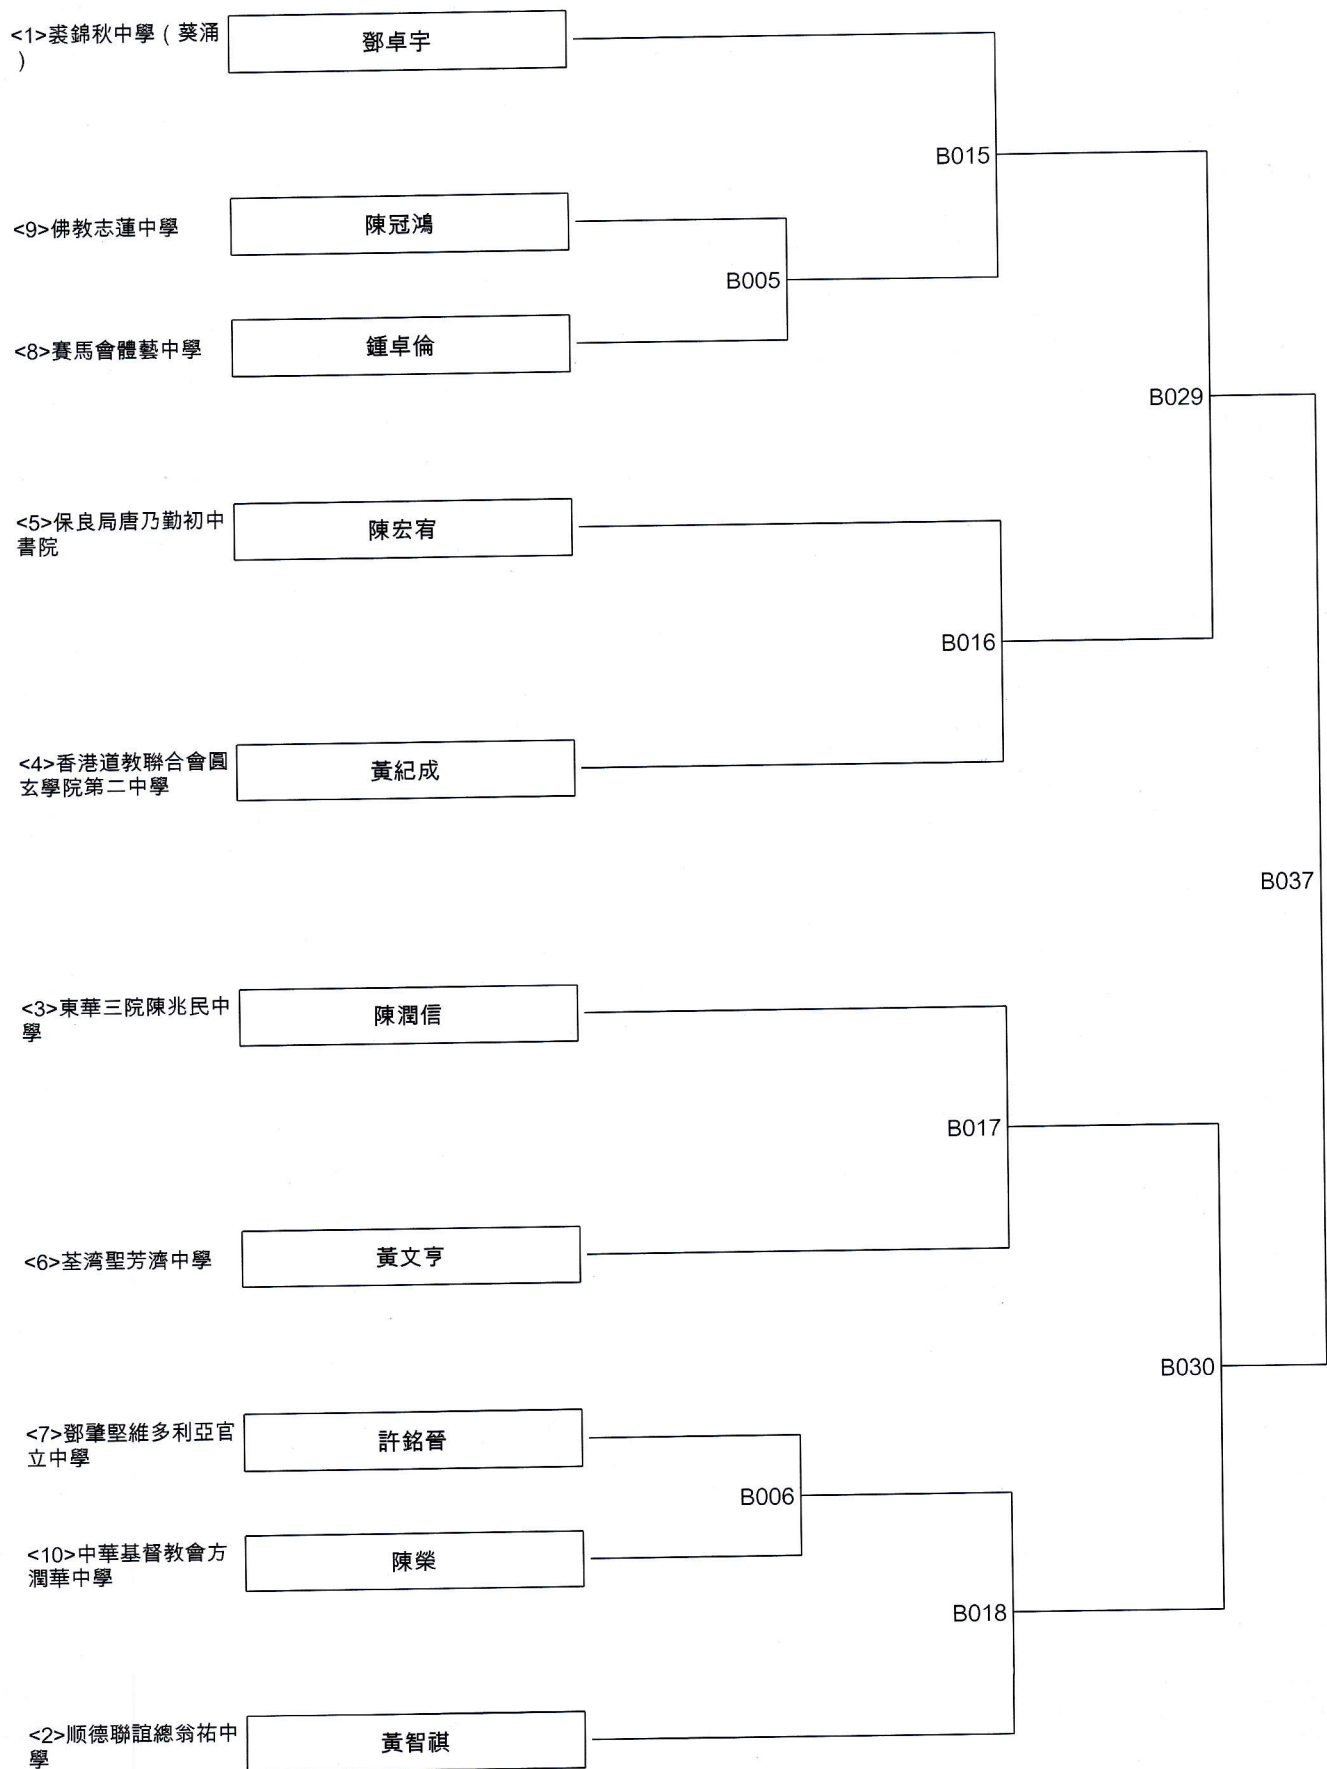 <1>裘錦秋中學（葵涌
）
鄧卓宇
B015
<9>佛教志蓮中學
陳冠鴻
B005
<8>賽馬會體藝中學
鍾卓倫
B029
<5>保良局唐乃勤初中
書院
陳宏宥
B016
<4>香港道教聯合會圓
玄學院第二中學
黃紀成
B037
<3>東華三院陳兆民中
學
陳潤信
B017
<6>荃湾聖芳濟中學
黃文亨
B030
<7>鄧肇堅維多利亞官
立中學
許銘晉
B006
<10>中華基督教會方
潤華中學
陳榮
B018
<2>顺德聯誼總翁祐中
學
黃智祺